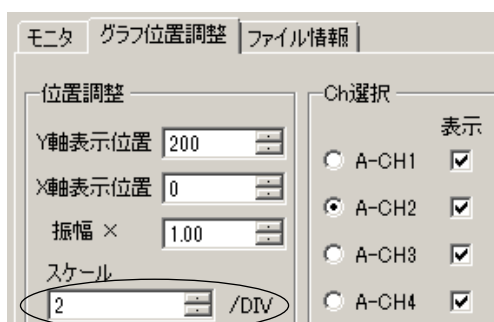 モニタ グラフ位置調整 ファイル情報
位置調整
Y軸表示位置 200
X軸表示位置 0
振幅 × 1.00
スケール
2 /DIV
Ch選択
表示
A-CH1
A-CH2
A-CH3
A-CH4